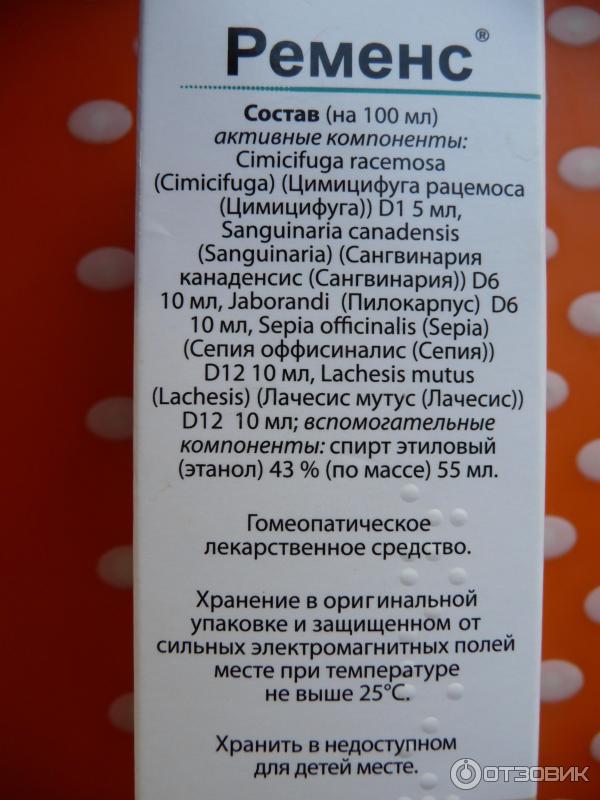 Ременс®
Состав (на 100 мл)
активные компоненты:
Cimicifuga racemosa
(Cimicifuga) (Цимицифуга рацемоса
(Цимицифуга)) D1 5 мл,
Sanguinaria canadensis
(Sanguinaria) (Сангвинария
канаденсис (Сангвинария)) D6
10 мл, Jaborandi (Пилокарпус) D6
10 мл, Sepia officinalis (Sepia)
(Сепия оффисиналис (Сепия))
D12 10 мл, Lachesis mutus
(Lachesis) (Лачесис мутус (Лачесис))
D12 10 мл; вспомогательные
компоненты: спирт этиловый
(этанол) 43 % (по массе) 55 мл.
Гомеопатическое
лекарственное средство.
Хранение в оригинальной
упаковке и защищенном от
сильных электромагнитных полей
месте при температуре
не выше 25°С.
Хранить в недоступном
для детей месте.
ОТЗОВИК